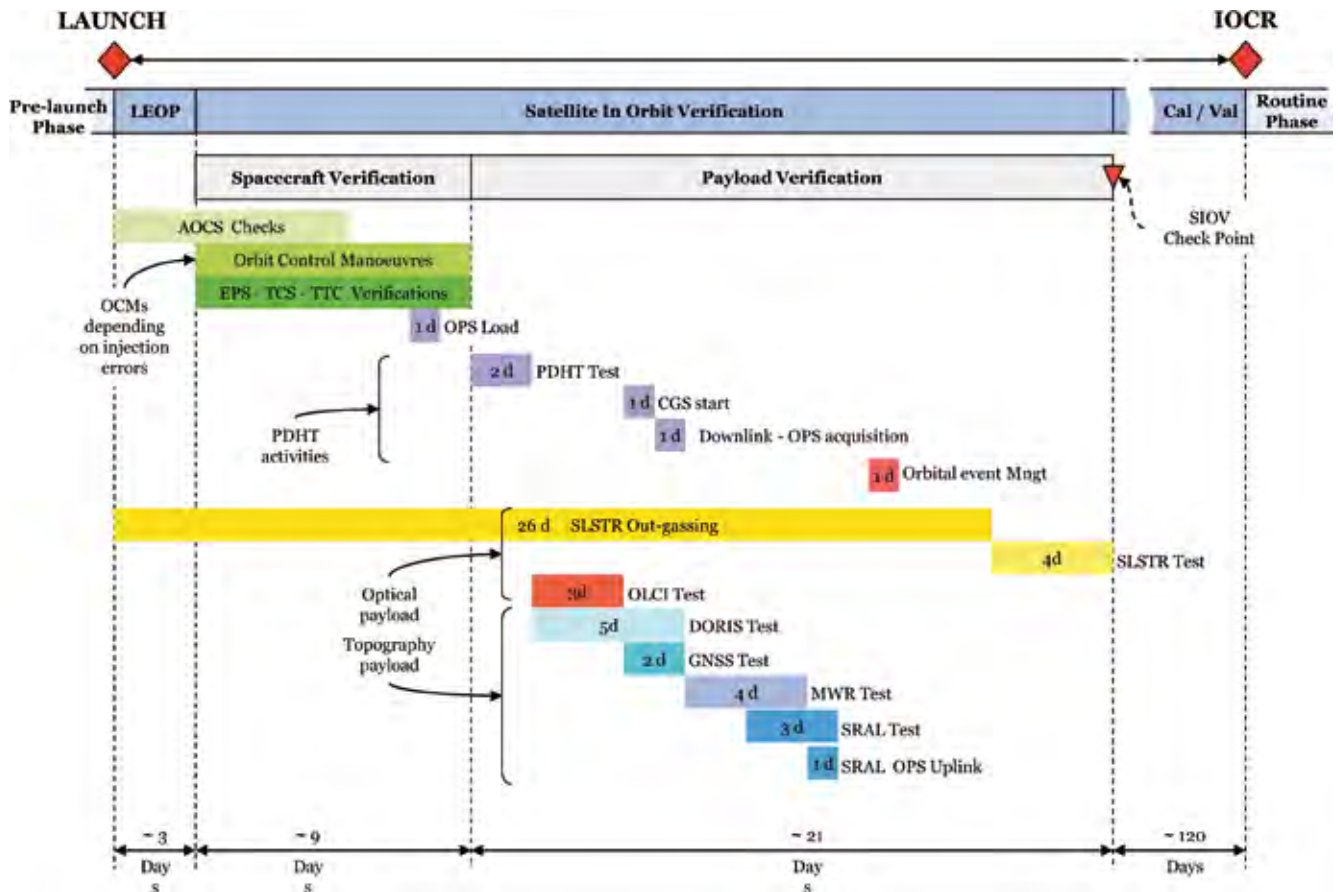 LAUNCH
IOCR
Pre-launch
Phase
LEOP
Satellite In Orbit Verification
Cal / Val
Routine
Phase
Spacecraft Verification
Payload Verification
SIOV
Check Point
AOCS Checks
Orbit Control Manoeuvres
EPS - TCS - TTC Verifications
OCMs
depending
on injection
errors
1 d OPS Load
2 d PDHT Test
1 d CGS start
1 d Downlink - OPS acquisition
PDHT
activities
1 d Orbital event Mngt
26 d SLSTR Out-gassing
4d SLSTR Test
Optical
payload
3d OLCI Test
5d DORIS Test
Topography
payload
2 d GNSS Test
4 d MWR Test
3 d SRAL Test
1 d SRAL OPS Uplink
~ 3
Day
s
~ 9
Day
s
~ 21
Day
s
~ 120
Days